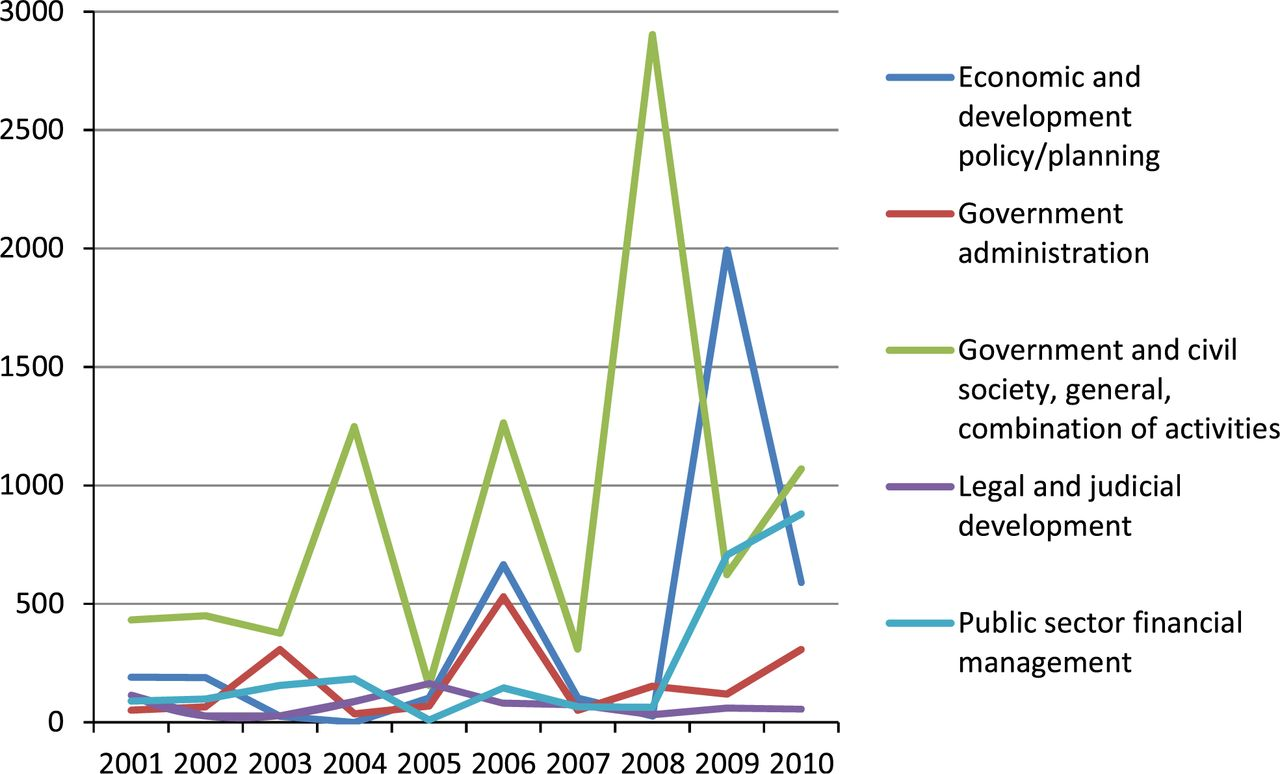 3000
2500
2000
1500
1000
500
0
2001 2002 2003 2004 2005 2006 2007 2008 2009 2010
Economic and
development
policy/planning
Government
administration
Government and civil
society, general,
combination of activities
Legal and judicial
development
Public sector financial
management